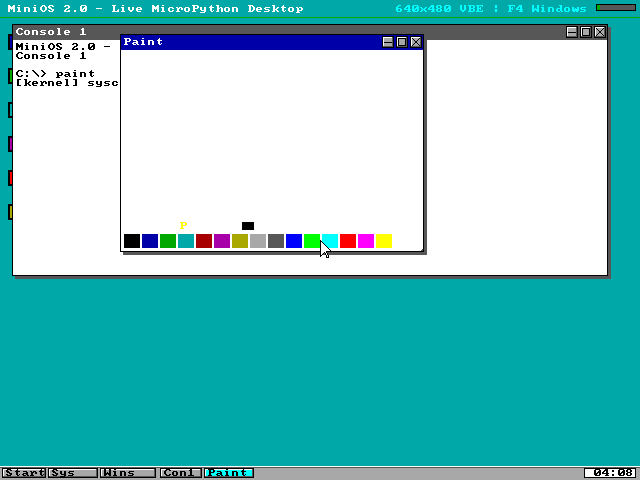 MiniOS 2.0 - Live MicroPython Desktop
640x480 VBE ¦ F4 Windows
Console 1
MiniOS 2.0 -
Console 1
C:\> paint
[kernel] sysc
Paint
r
Start Sys Wins Con1 Paint 04:08